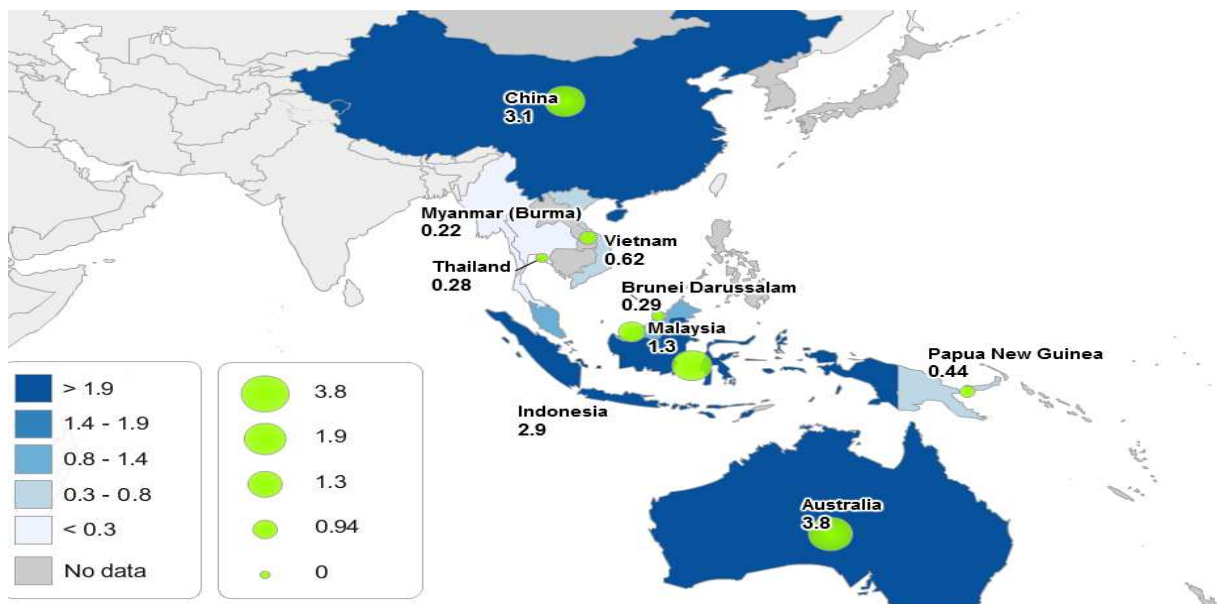 China
3.1
Myanmar (Burma)
0.22
Vietnam
0.62
Thailand
0.28
Brunei Darussalam
0.29
Malaysia
1.3
Papua New Guinea
0.44
Indonesia
2.9
Australia
3.8
> 1.9
1.4 - 1.9
0.8 - 1.4
0.3 - 0.8
< 0.3
No data
3.8
1.9
1.3
0.94
0